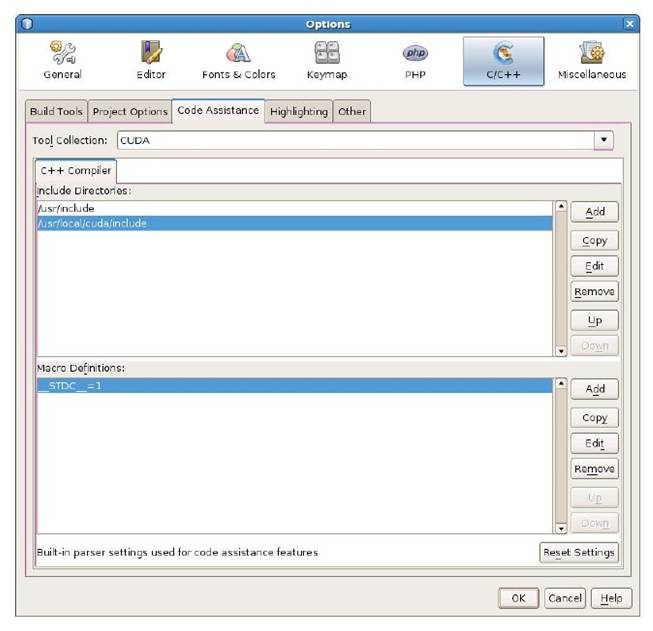 Options
General Editor Fonts & Colors Keymap PHP C/C++ Miscellaneous
php
Build Tools Project Options Code Assistance Highlighting Other
Tool Collection: CUDA
C++ Compiler
Include Directories:
/usr/include
/usr/local/cuda/include
Add
Copy
Edit
Remove
Up
Down
Macro Definitions:
__STDC__=1
Add
Copy
Edit
Remove
Up
Down
Built-in parser settings used for code assistance features
Reset Settings
OK Cancel Help